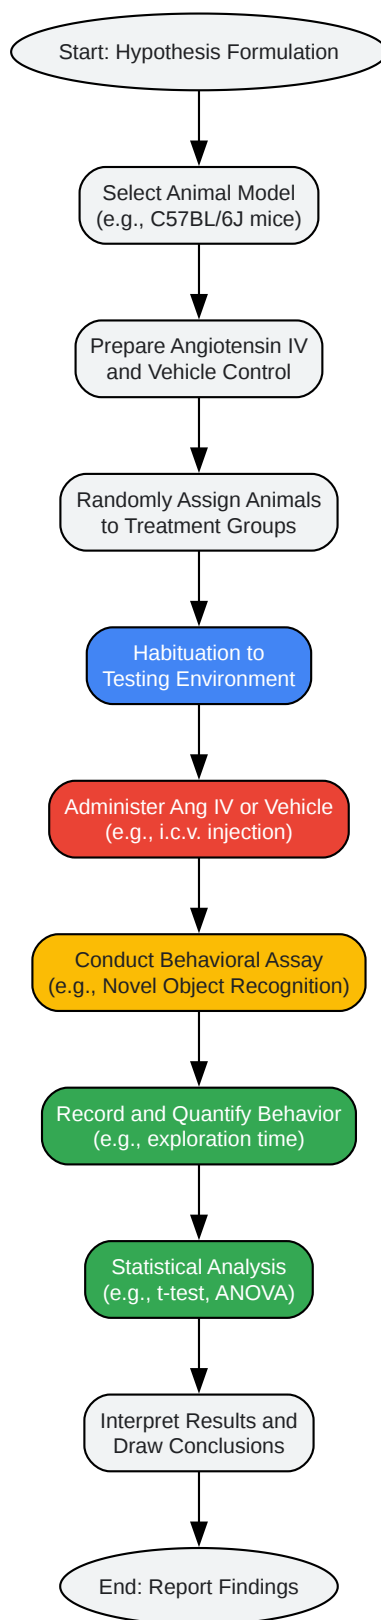 Start: Hypothesis Formulation
Select Animal Model
(e.g., C57BL/6J mice)
Prepare Angiotensin IV
and Vehicle Control
Randomly Assign Animals
to Treatment Groups
Habituation to
Testing Environment
Administer Ang IV or Vehicle
(e.g., i.c.v. injection)
Conduct Behavioral Assay
(e.g., Novel Object Recognition)
Record and Quantify Behavior
(e.g., exploration time)
Statistical Analysis
(e.g., t-test, ANOVA)
Interpret Results and
Draw Conclusions
End: Report Findings